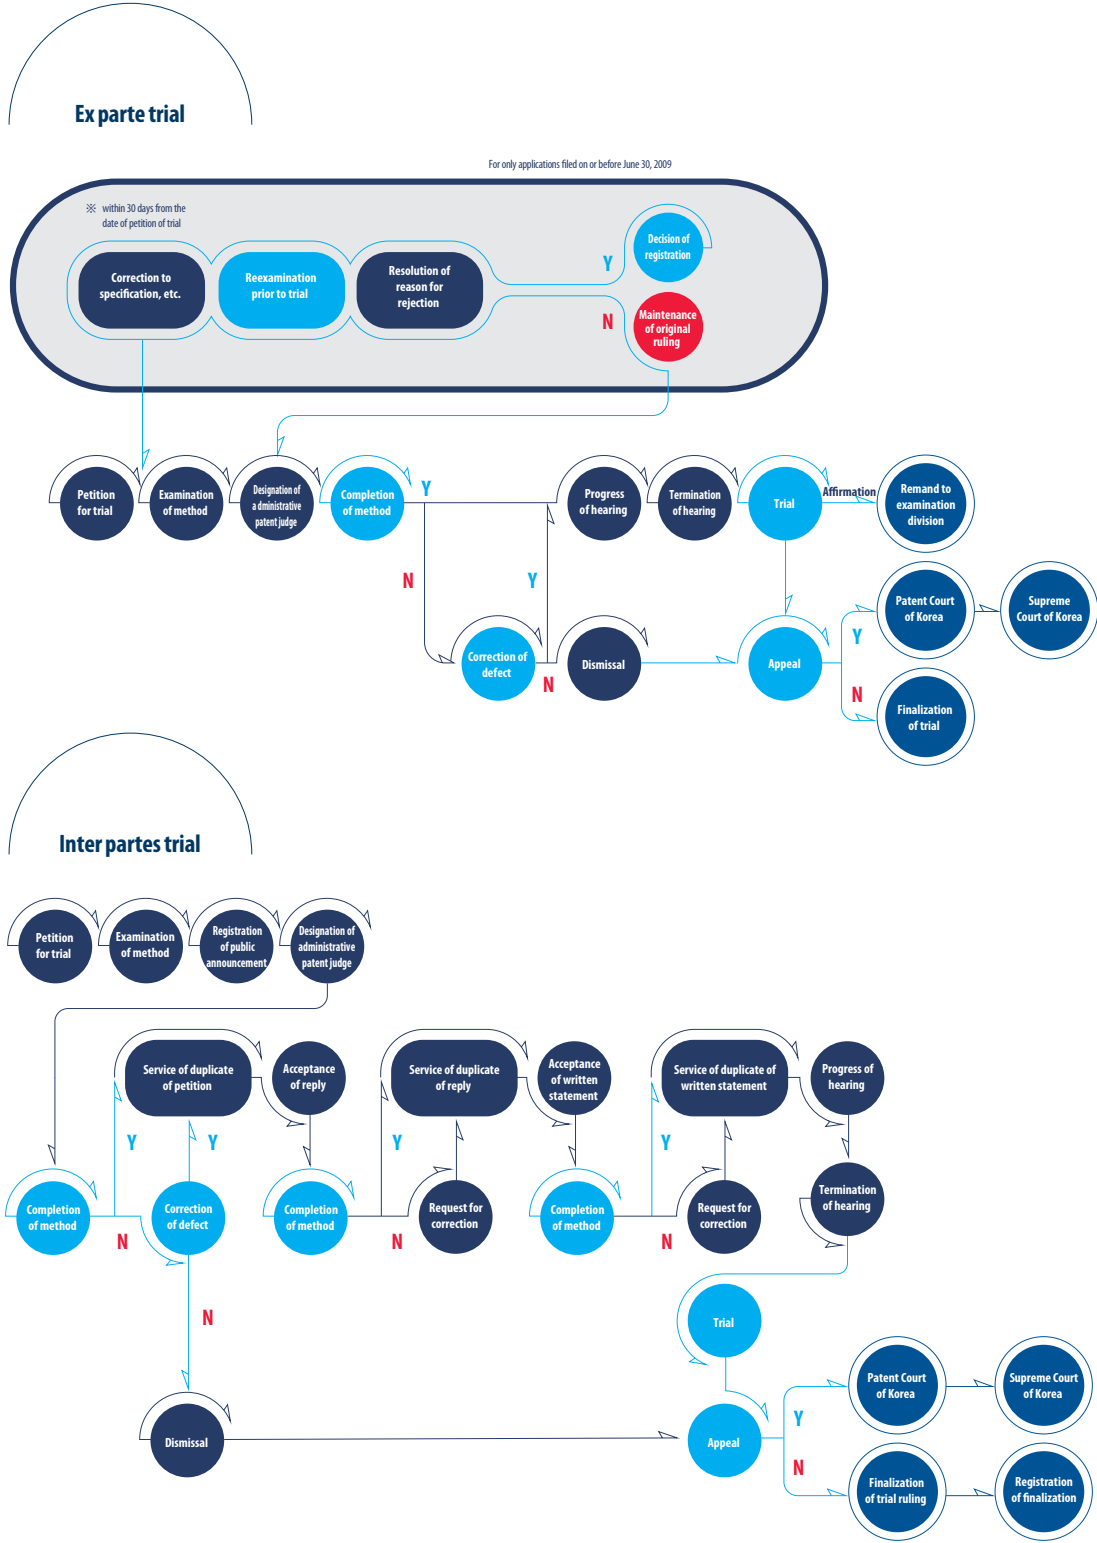 Ex parte trial
For only applications filed on or before June 30, 2009
※ within 30 days from the
date of petition of trial
Correction to
specification, etc.
Reexamination
prior to trial
Resolution of
reason for
rejection
Y
Decision of
registration
N
Maintenance
of original
ruling
Petition
for trial
Examination
of method
Designation of
a dministrative
patent judge
Completion
of method
Y
Progress
of hearing
Termination
of hearing
Trial
Affirmation
Remand to
examination
division
N
Y
Correction of
defect
N
Dismissal
Appeal
Y
Patent Court
of Korea
Supreme
Court of Korea
N
Finalization
of trial
Inter partes trial
Petition
for trial
Examination
of method
Registration
of public
announcement
Designation of
administrative
patent judge
Service of duplicate
of petition
Acceptance
of reply
Service of duplicate
of reply
Acceptance
of written
statement
Service of duplicate of
written statement
Progress of
hearing
Y
Y
Y
Y
Completion
of method
N
Correction
of defect
Completion
of method
N
Request for
correction
Completion
of method
N
Request for
correction
Termination
of hearing
N
Trial
Dismissal
Appeal
Y
Patent Court
of Korea
Supreme Court
of Korea
N
Finalization
of trial ruling
Registration
of finalization